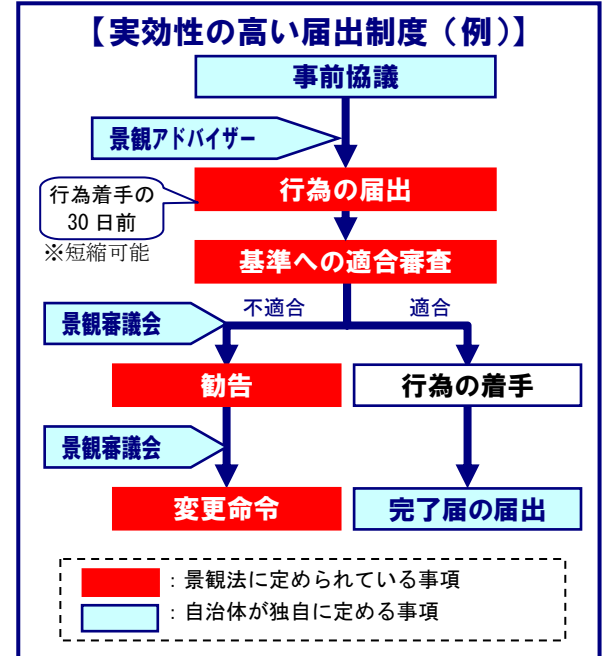 【実効性の高い届出制度（例）】
事前協議
景観アドバイザー
行為の届出
行為着手の
30 日前
※短縮可能
基準への適合審査
不適合
適合
景観審議会
勧告
行為の着手
景観審議会
変更命令
完了届の届出
：景観法に定められている事項
：自治体が独自に定める事項